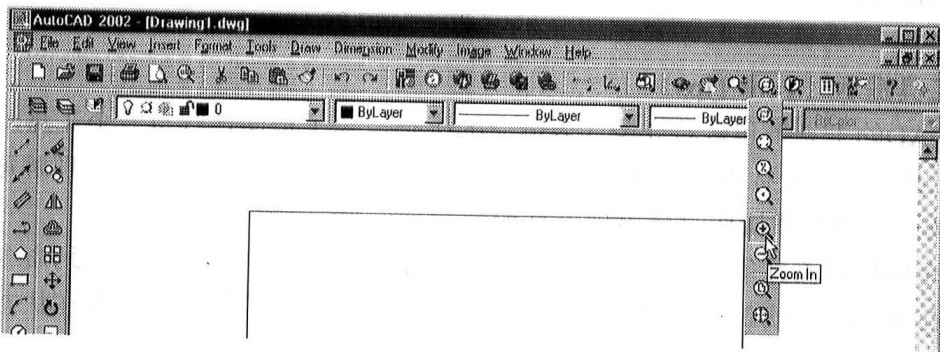 AutoCAD 2002 - [Drawing1.dwg]
File Edit View Insert Format Tools Draw Dimension Modify Image Window Help
0 ByLayer ByLayer ByLayer ByColor
Zoom In